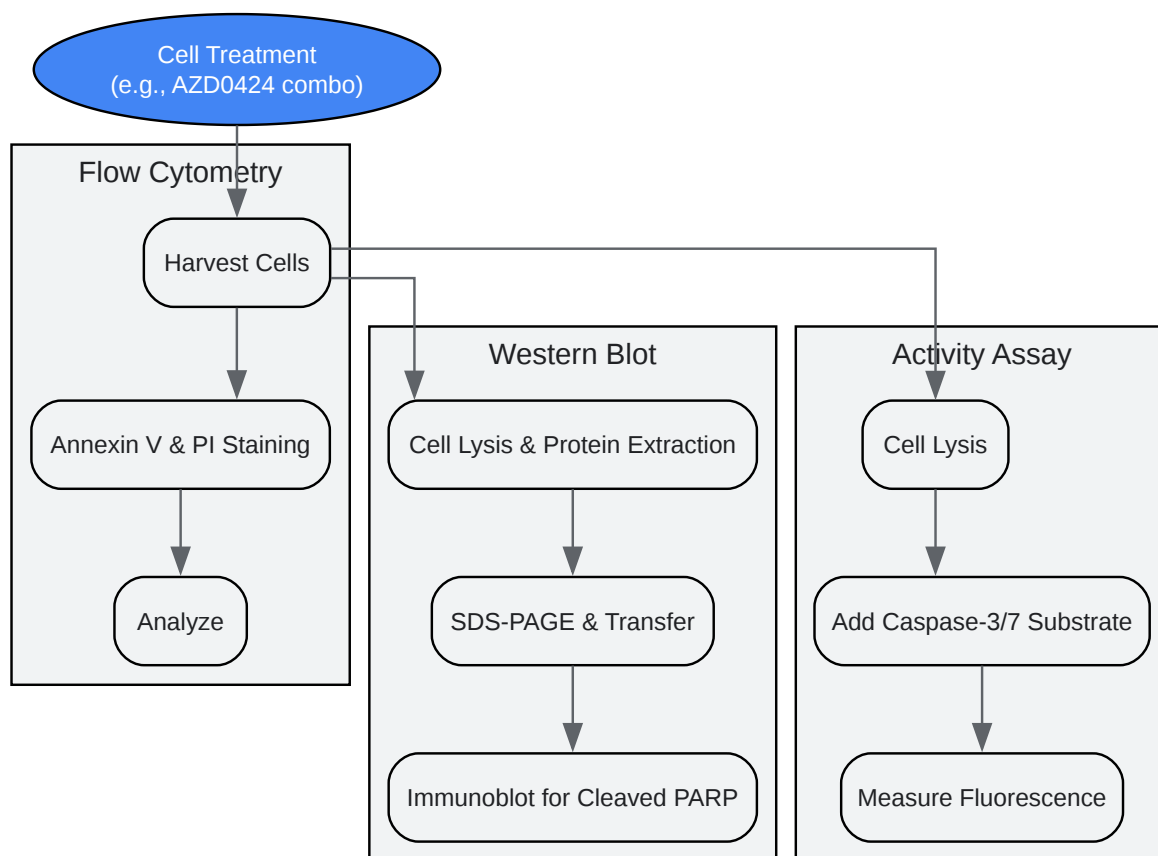 Cell Treatment
(e.g., AZD0424 combo)
Flow Cytometry
Harvest Cells
Annexin V & PI Staining
Analyze
Western Blot
Cell Lysis & Protein Extraction
SDS-PAGE & Transfer
Immunoblot for Cleaved PARP
Activity Assay
Cell Lysis
Add Caspase-3/7 Substrate
Measure Fluorescence